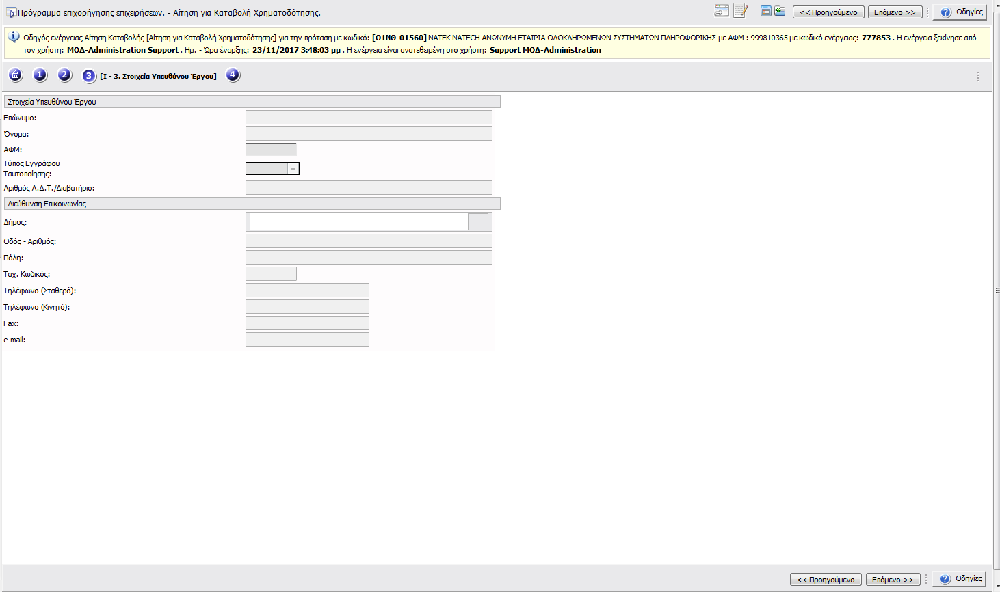 Πρόγραμμα επιχορήγησης επιχειρήσεων. - Αίτηση για Καταβολή Χρηματοδότησης.
<< Προηγούμενο Επόμενο >> Οδηγίες
Οδηγός ενέργειας Αίτηση Καταβολής [Αίτηση για Καταβολή Χρηματοδότησης] για την πρόταση με κωδικό: [Ο1ΝΘ-01560] NATEK NATECH ΑΝΩΝΥΜΗ ΕΤΑΙΡΙΑ ΟΛΟΚΛΗΡΩΜΕΝΩΝ ΣΥΣΤΗΜΑΤΩΝ ΠΛΗΡΟΦΟΡΙΚΗΣ με ΑΦΜ : 999810365 με κωδικό ενέργειας: 777853 . Η ενέργεια ξεκίνησε από
τον χρήστη: ΜΟΔ-Administration Support . Ημ. - Ώρα έναρξης: 23/11/2017 3:48:03 μμ . Η ενέργεια είναι ανατεθειμένη στο χρήστη: Support ΜΟΔ-Administration
1 2 3 [I - 3. Στοιχεία Υπευθύνου Έργου] 4
Στοιχεία Υπευθύνου Έργου
Επώνυμο:
Όνομα:
ΑΦΜ:
Τύπος Εγγράφου
Ταυτοποίησης:
Αριθμός Α.Δ.Τ./Διαβατήριο:
Διεύθυνση Επικοινωνίας
Δήμος:
Οδός - Αριθμός:
Πόλη:
Ταχ. Κωδικός:
Τηλέφωνο (Σταθερό):
Τηλέφωνο (Κινητό):
Fax:
e-mail:
<< Προηγούμενο Επόμενο >> Οδηγίες